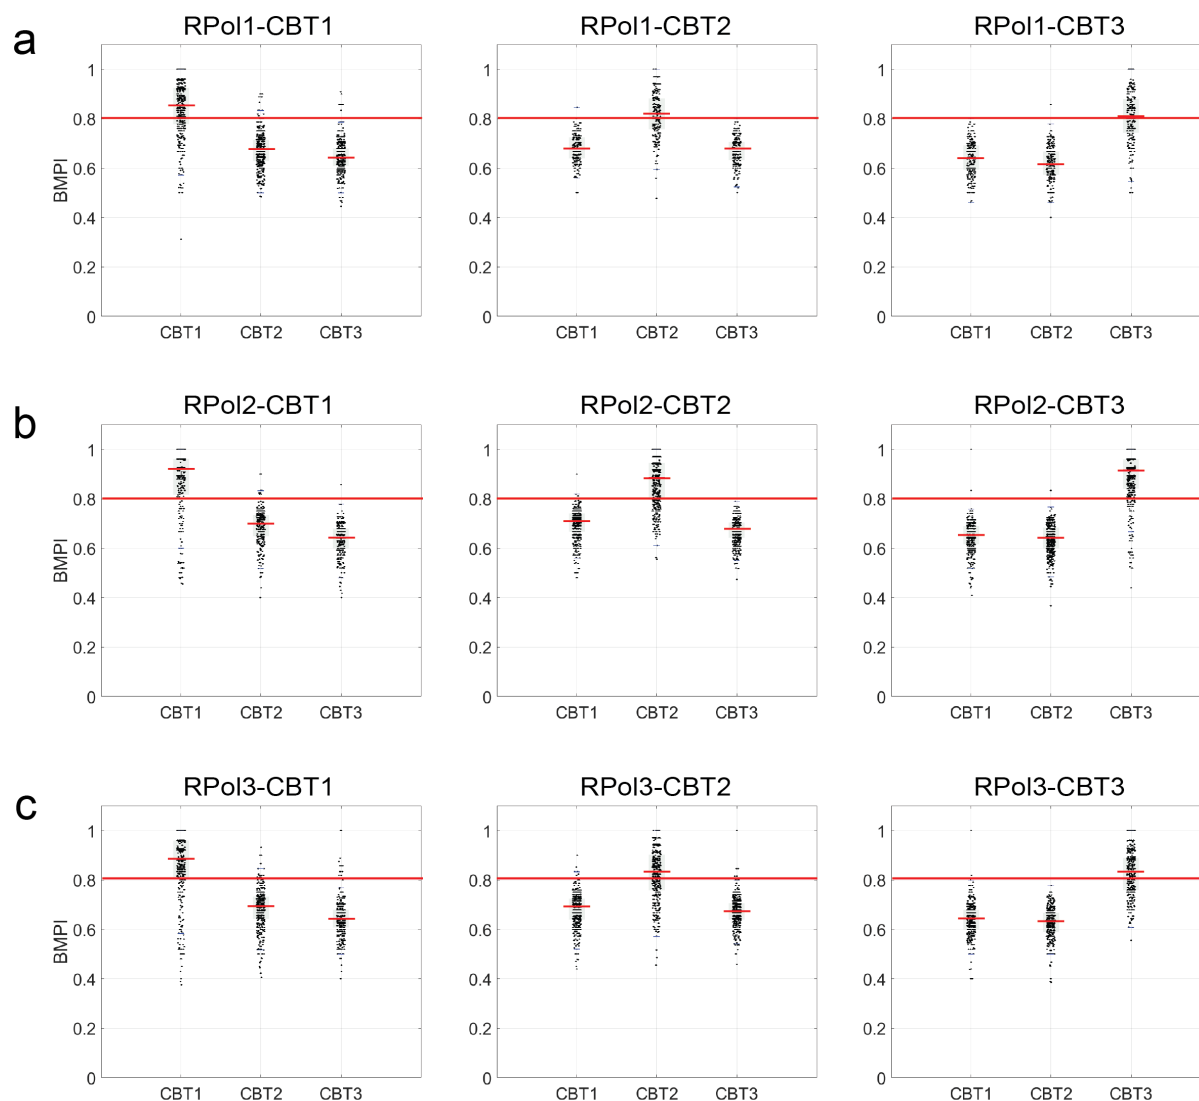 a
RPol1-CBT1
RPol1-CBT2
RPol1-CBT3
BMPI
1
0.8
0.6
0.4
0.2
0
CBT1 CBT2 CBT3
1
0.8
0.6
0.4
0.2
0
CBT1 CBT2 CBT3
1
0.8
0.6
0.4
0.2
0
CBT1 CBT2 CBT3
b
RPol2-CBT1
RPol2-CBT2
RPol2-CBT3
BMPI
1
0.8
0.6
0.4
0.2
0
CBT1 CBT2 CBT3
1
0.8
0.6
0.4
0.2
0
CBT1 CBT2 CBT3
1
0.8
0.6
0.4
0.2
0
CBT1 CBT2 CBT3
c
RPol3-CBT1
RPol3-CBT2
RPol3-CBT3
BMPI
1
0.8
0.6
0.4
0.2
0
CBT1 CBT2 CBT3
1
0.8
0.6
0.4
0.2
0
CBT1 CBT2 CBT3
1
0.8
0.6
0.4
0.2
0
CBT1 CBT2 CBT3